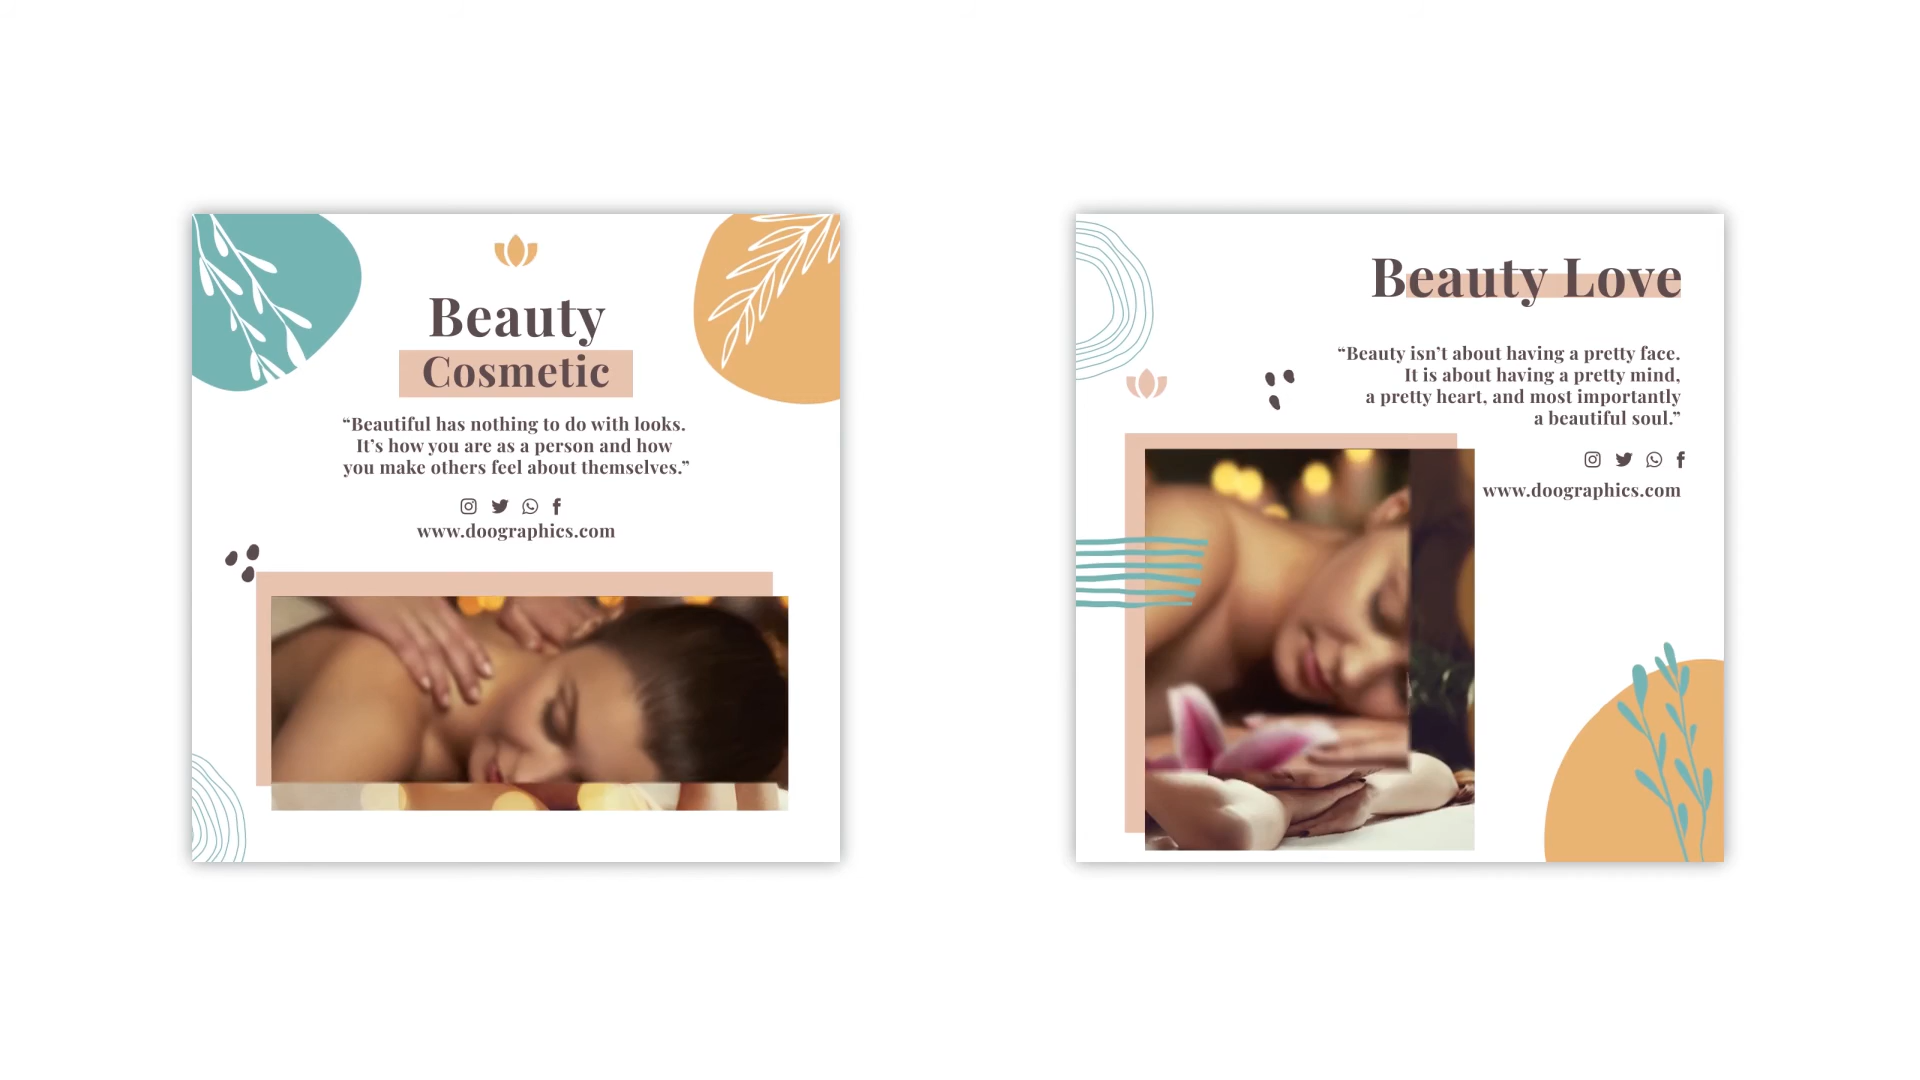 Beauty
Cosmetic
“Beautiful has nothing to do with looks.
It’s how you are as a person and how
you make others feel about themselves.”
www.doographics.com
Beauty Love
“Beauty isn’t about having a pretty face.
It is about having a pretty mind,
a pretty heart, and most importantly
a beautiful soul.”
www.doographics.com